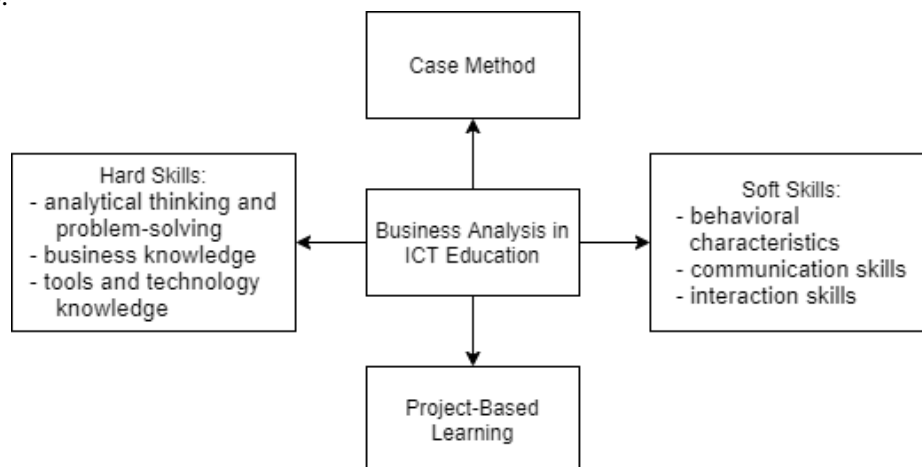 Case Method
Hard Skills:
- analytical thinking and
problem-solving
- business knowledge
- tools and technology
knowledge
Business Analysis in
ICT Education
Soft Skills:
- behavioral
characteristics
- communication skills
- interaction skills
Project-Based
Learning